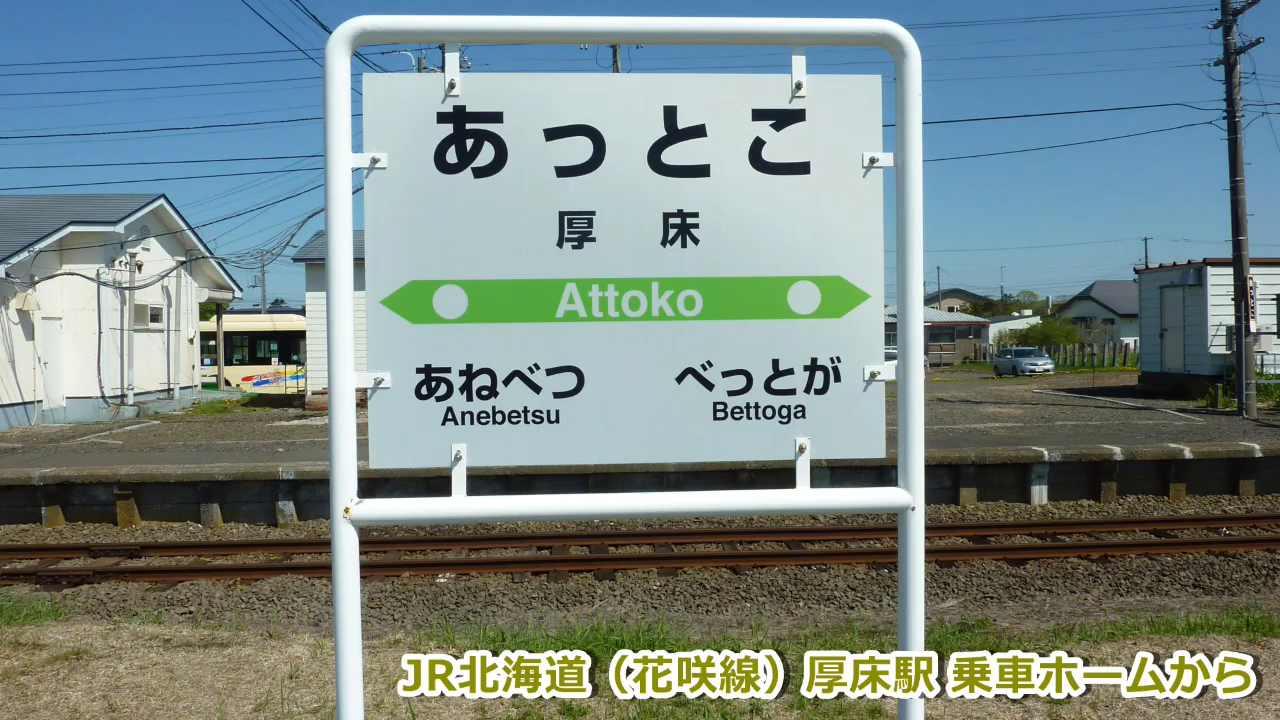 あっとこ
厚床
Attoko
あねべつ べっとが
Anebetsu Bettoga
JR北海道（花咲線）厚床駅 乗車ホームから